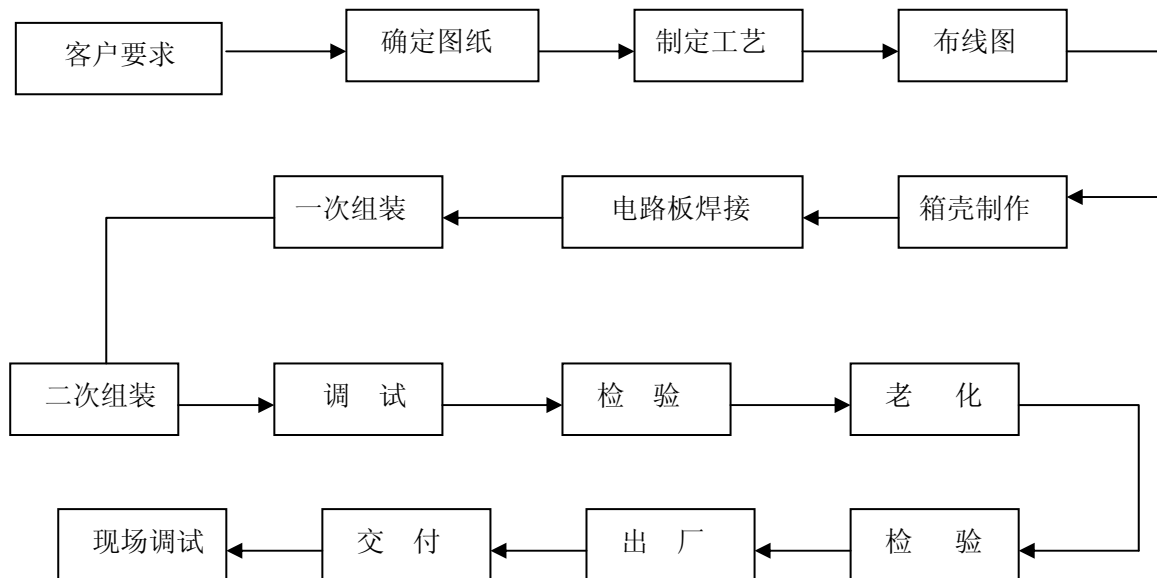 客户要求
确定图纸
制定工艺
布线图
一次组装
电路板焊接
箱壳制作
二次组装
调 试
检 验
老 化
现场调试
交 付
出 厂
检 验